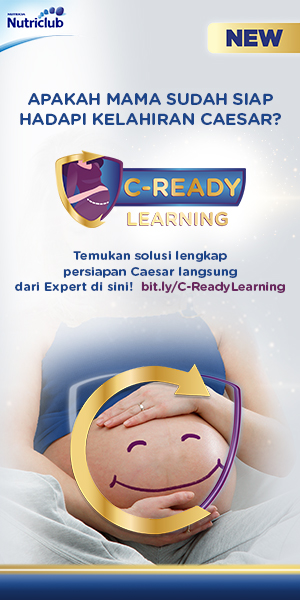 NUTRICIA
Nutriclub
NEW
APAKAH MAMA SUDAH SIAP
HADAPI KELAHIRAN CAESAR?
C-READY
LEARNING
Temukan solusi lengkap
persiapan Caesar langsung
dari Expert di sini! bit.ly/C-ReadyLearning